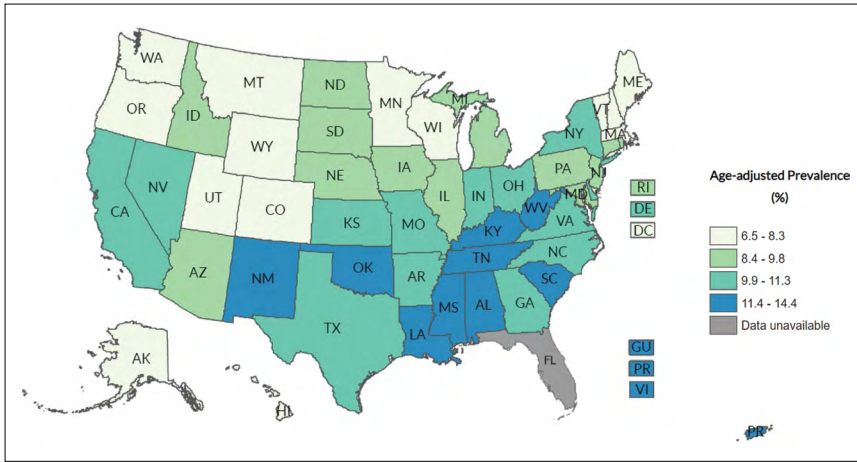 WA
MT
ND
MN
ME
OR
ID
WY
SD
WI
MI
VT
NY
MA
NE
IA
PA
NJ
NV
UT
CO
IL
IN
OH
MD
CA
KS
MO
KY
WV
VA
AZ
NM
OK
AR
TN
NC
SC
TX
LA
MS
AL
GA
FL
AK
HI
RI
DE
DC
GU
PR
VI
PR
Age-adjusted Prevalence
(%)
6.5 - 8.3
8.4 - 9.8
9.9 - 11.3
11.4 - 14.4
Data unavailable